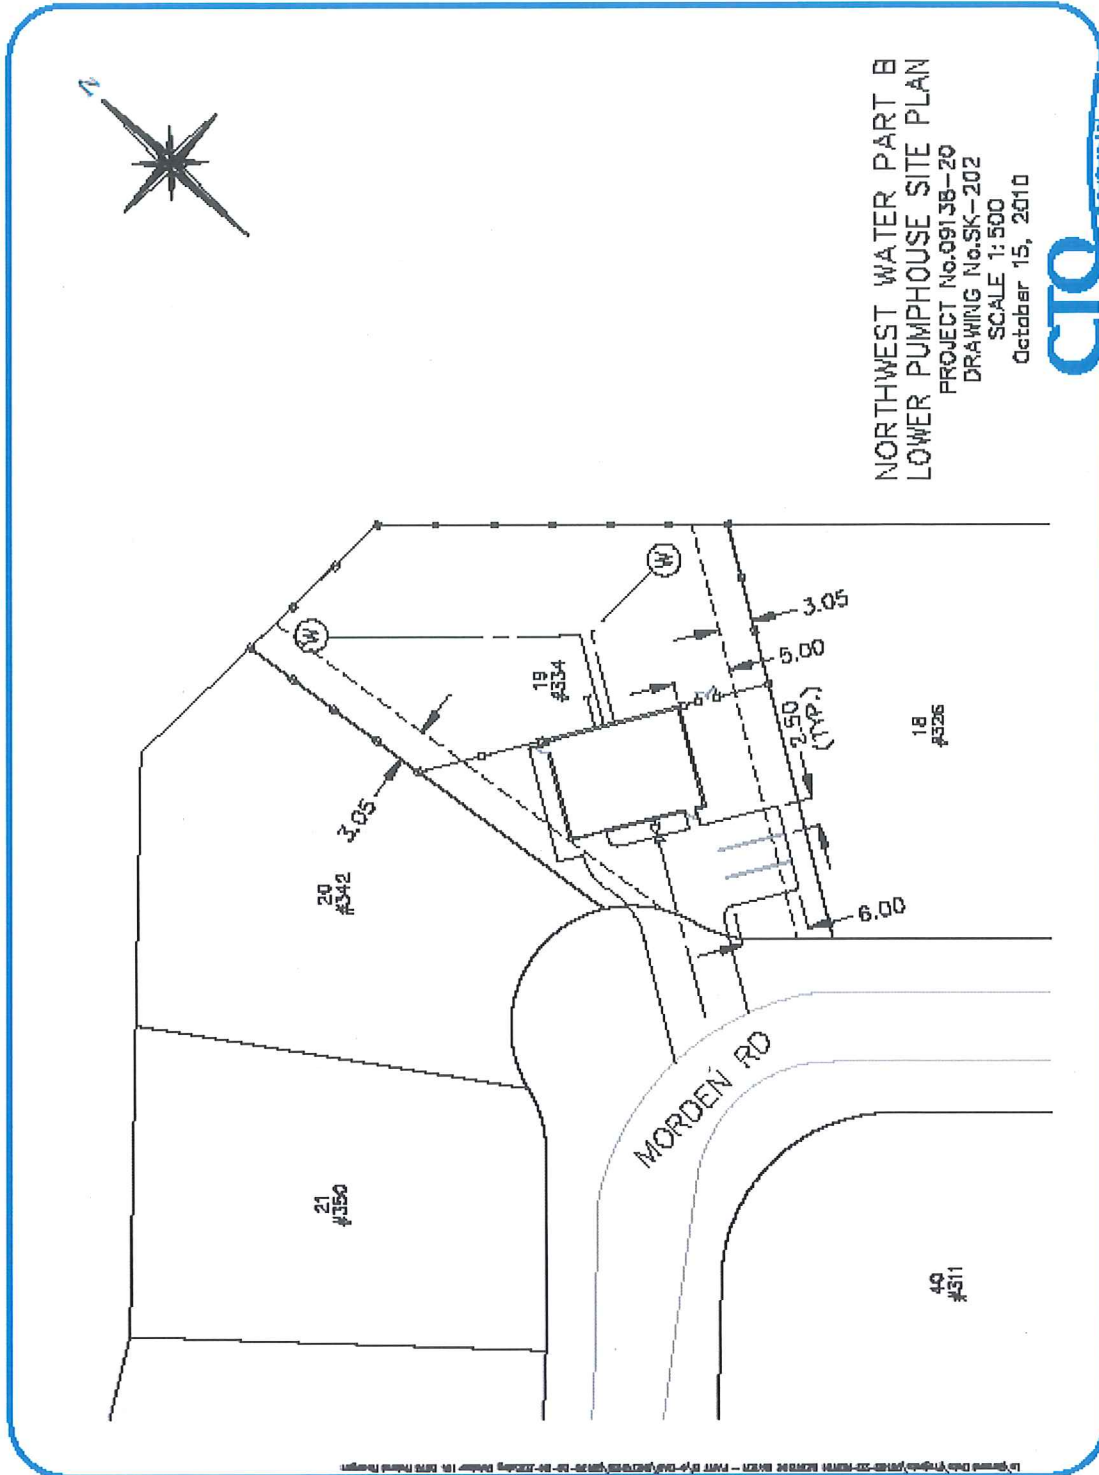 N
NORTHWEST WATER PART B
LOWER PUMPHOUSE SITE PLAN
PROJECT No.09138-20
DRAWING No.SK-202
SCALE 1:500
October 15, 2010
CTQ
W
W
3.05
19
#334
3.05
5.00
2.50
(TYP.)
18
#326
20
#342
6.00
MORDEN RD
21
#350
40
#311